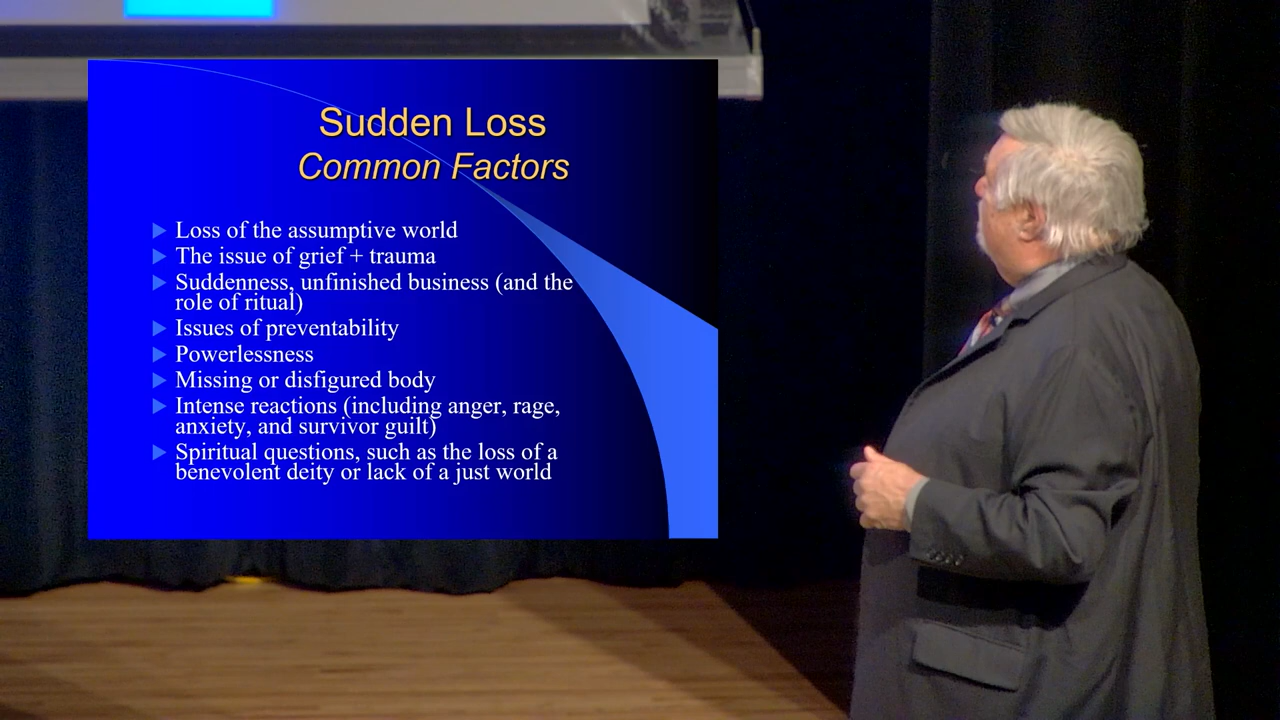 Sudden Loss
Common Factors
Loss of the assumptive world
The issue of grief + trauma
Suddenness, unfinished business (and the
role of ritual)
Issues of preventability
Powerlessness
Missing or disfigured body
Intense reactions (including anger, rage,
anxiety, and survivor guilt)
Spiritual questions, such as the loss of a
benevolent deity or lack of a just world